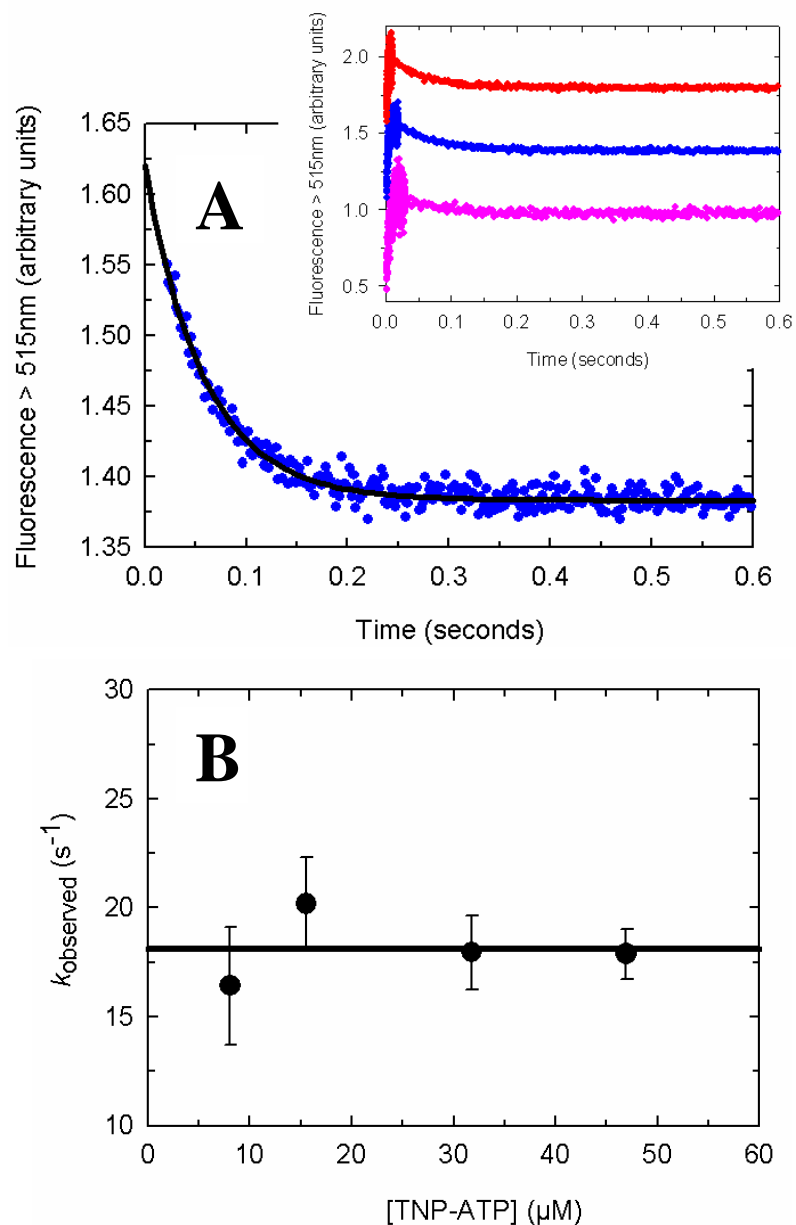 A
Fluorescence > 515nm (arbitrary units)
1.65
1.60
1.55
1.50
1.45
1.40
1.35
0.0 0.1 0.2 0.3 0.4 0.5 0.6
Time (seconds)
Fluorescence > 515nm (arbitrary units)
2.0
1.5
1.0
0.5
0.0 0.1 0.2 0.3 0.4 0.5 0.6
Time (seconds)
B
kobserved (s⁻¹)
30
25
20
15
10
0 10 20 30 40 50 60
[TNP-ATP] (µM)